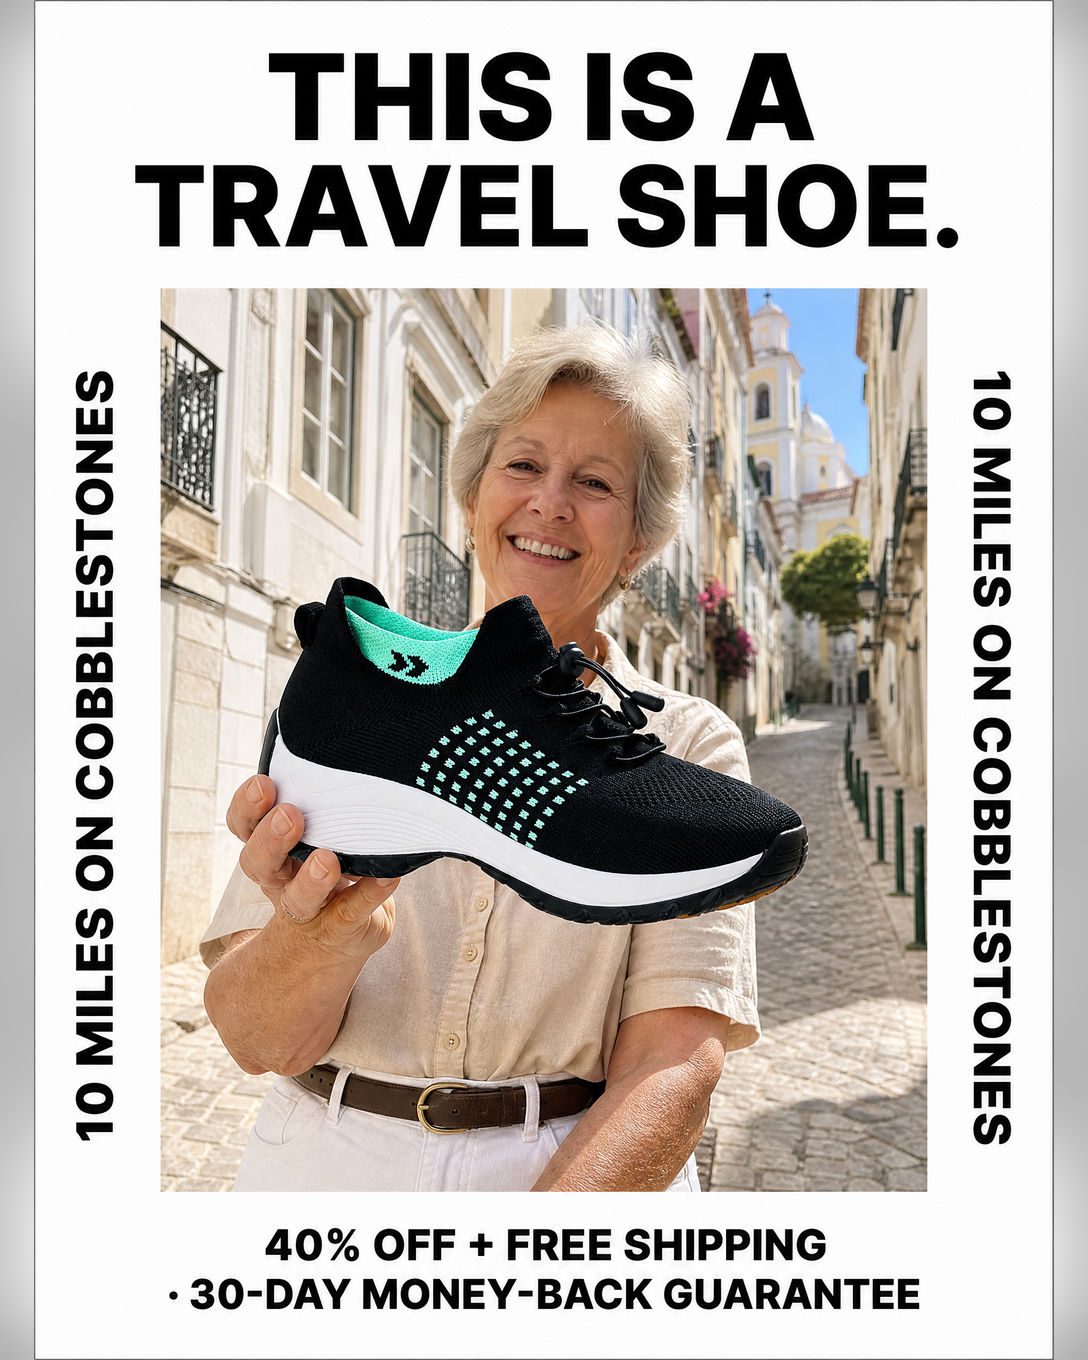 THIS IS A
TRAVEL SHOE.
10 MILES ON COBBLESTONES
10 MILES ON COBBLESTONES
40% OFF + FREE SHIPPING
· 30-DAY MONEY-BACK GUARANTEE